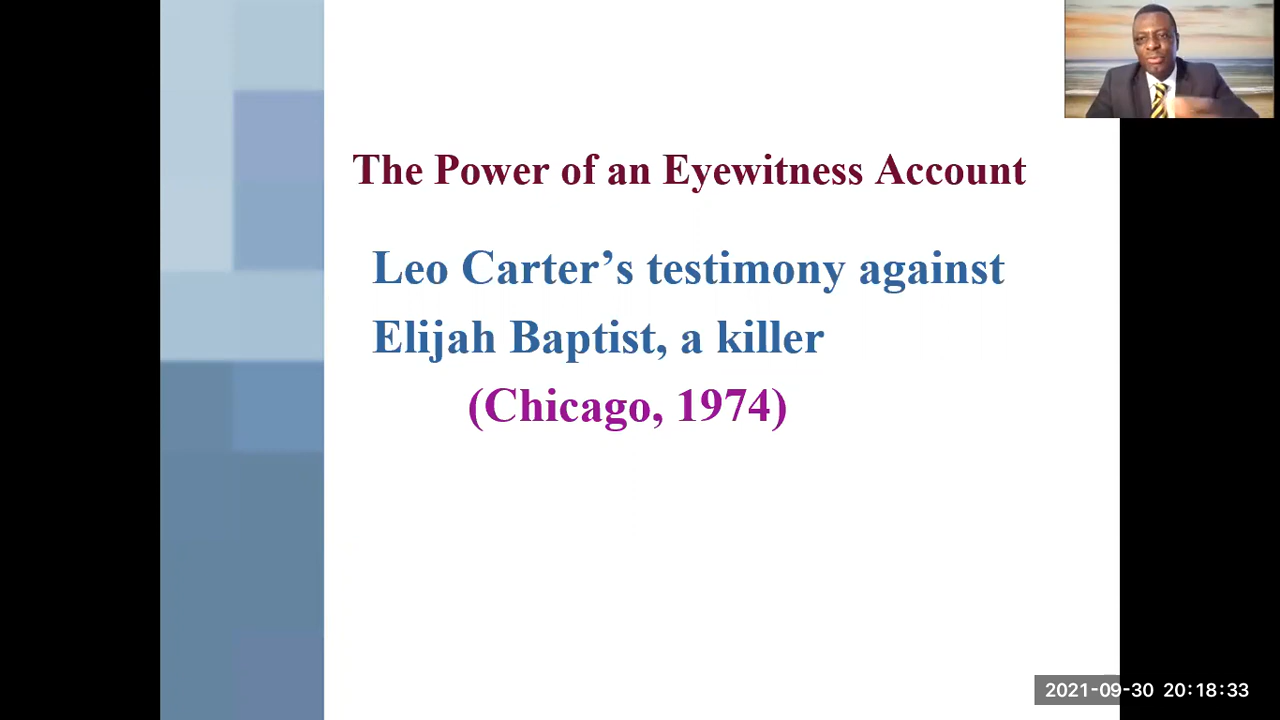 The Power of an Eyewitness Account
Leo Carter’s testimony against
Elijah Baptist, a killer
(Chicago, 1974)
2021-09-30 20:18:33